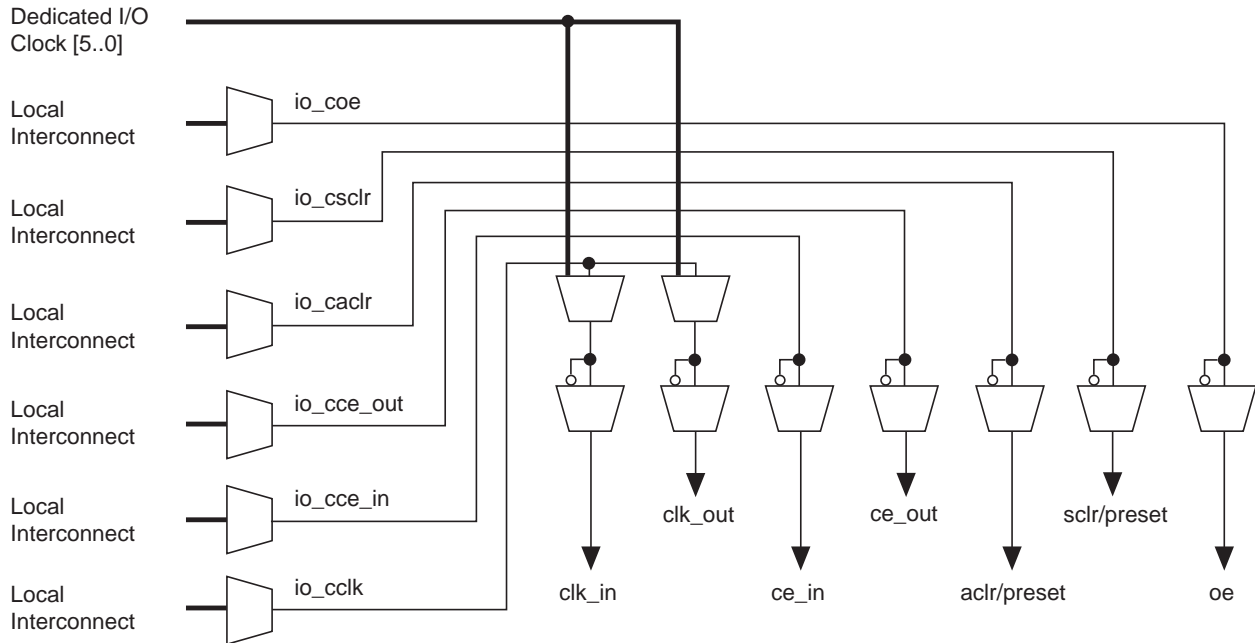 Dedicated I/O
Clock [5..0]
Local
Interconnect
io_coe
Local
Interconnect
io_csclr
Local
Interconnect
io_caclr
Local
Interconnect
io_cce_out
Local
Interconnect
io_cce_in
Local
Interconnect
io_cclk
clk_out
ce_out
sclr/preset
clk_in
ce_in
aclr/preset
oe